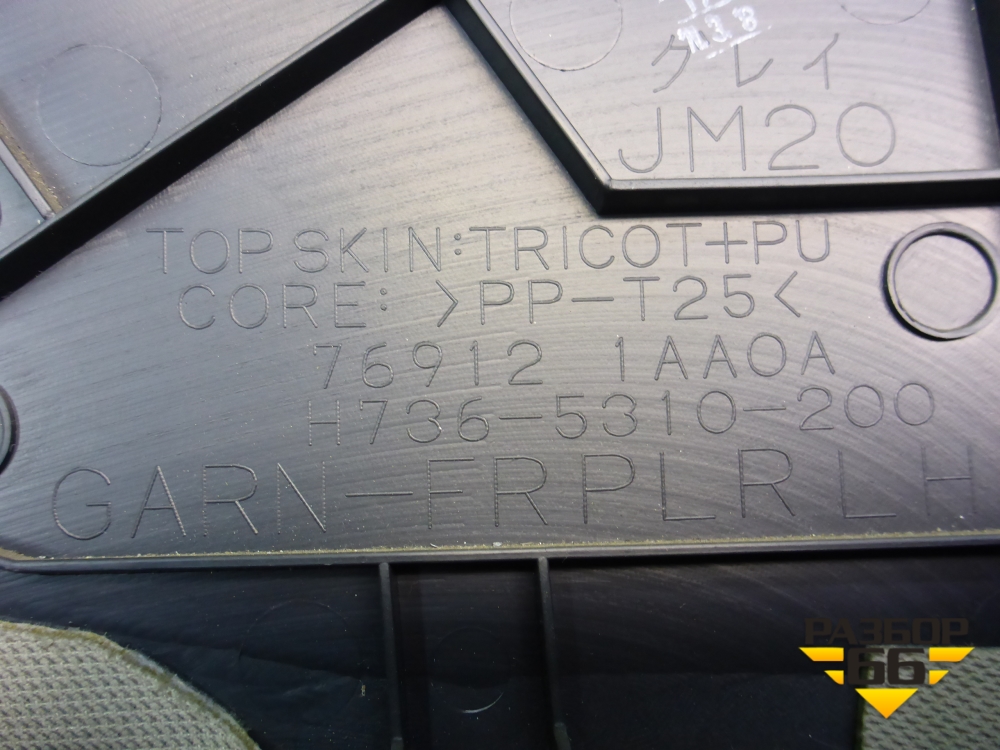 グレイ
JM20
TOP SKIN:TRICOT+PU
CORE: >PP-T25<
76912 1AA0A
H736-5310-200
GARN-FRPLR LH
РАЗБОР
66